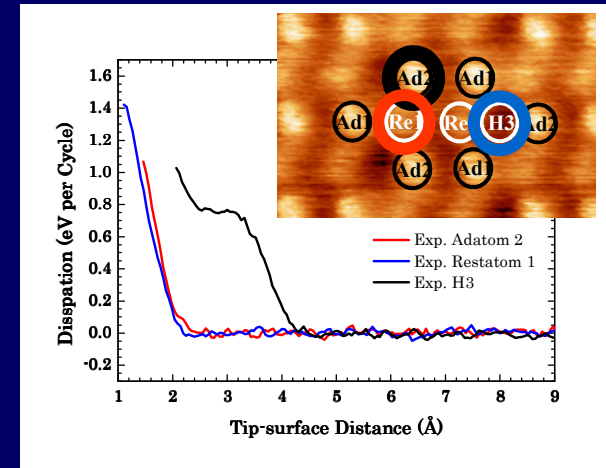 Ad2 Ad1
Ad1 Re1 Re H3 d2
Ad2 Ad1
Disspation (eV per Cycle)
1.6
1.4
1.2
1.0
0.8
0.6
0.4
0.2
0.0
-0.2
Exp. Adatom 2
Exp. Restatom 1
Exp. H3
1 2 3 4 5 6 7 8 9
Tip-surface Distance (Å)